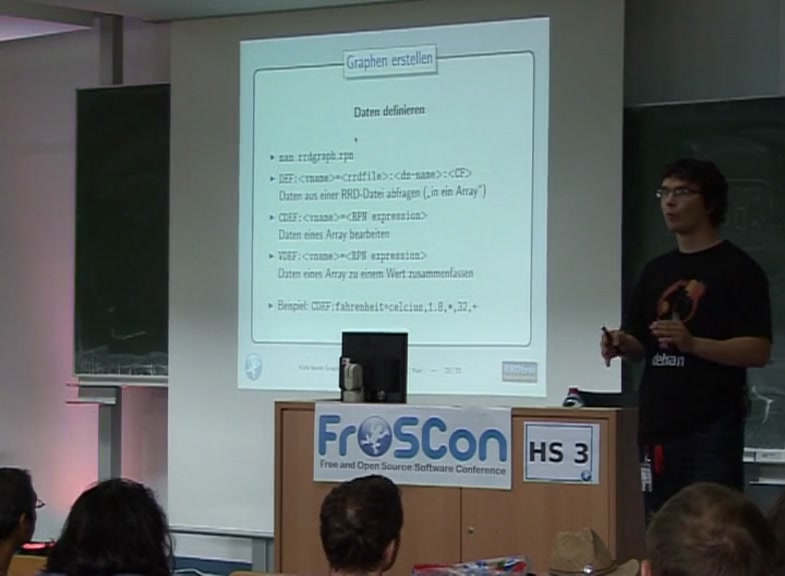 Graphen erstellen
Daten definieren
▸ man rrdgraph_rpn
▸ DEF:<vname>=<rrdfile>:<ds-name>:<CF>
Daten aus einer RRD-Datei abfragen („in ein Array")
▸ CDEF:<vname>=<RPN expression>
Daten eines Array bearbeiten
▸ VDEF:<vname>=<RPN expression>
Daten eines Array zu einem Wert zusammenfassen
▸ Beispiel: CDEF:fahrenheit=celcius,1.8,*,32,+
RRDtool
debian
FrOSCon
Free and Open Source Software Conference
HS 3